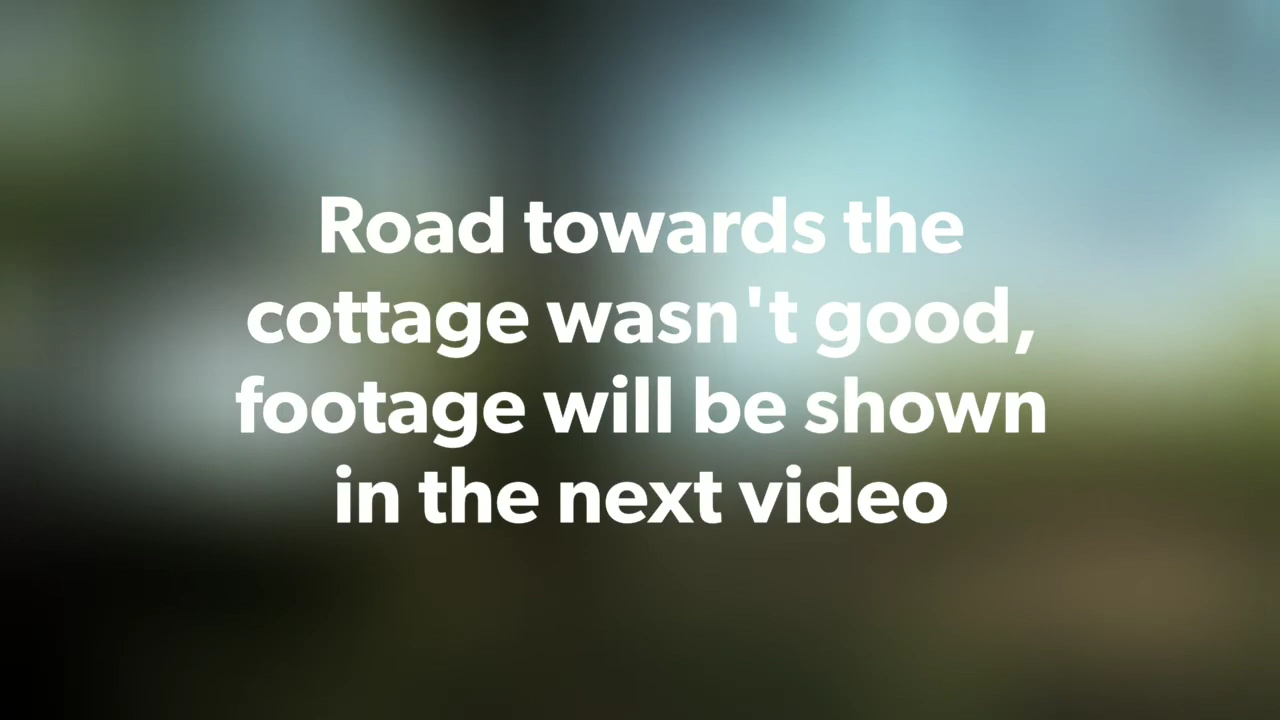 Road towards the
cottage wasn't good,
footage will be shown
in the next video